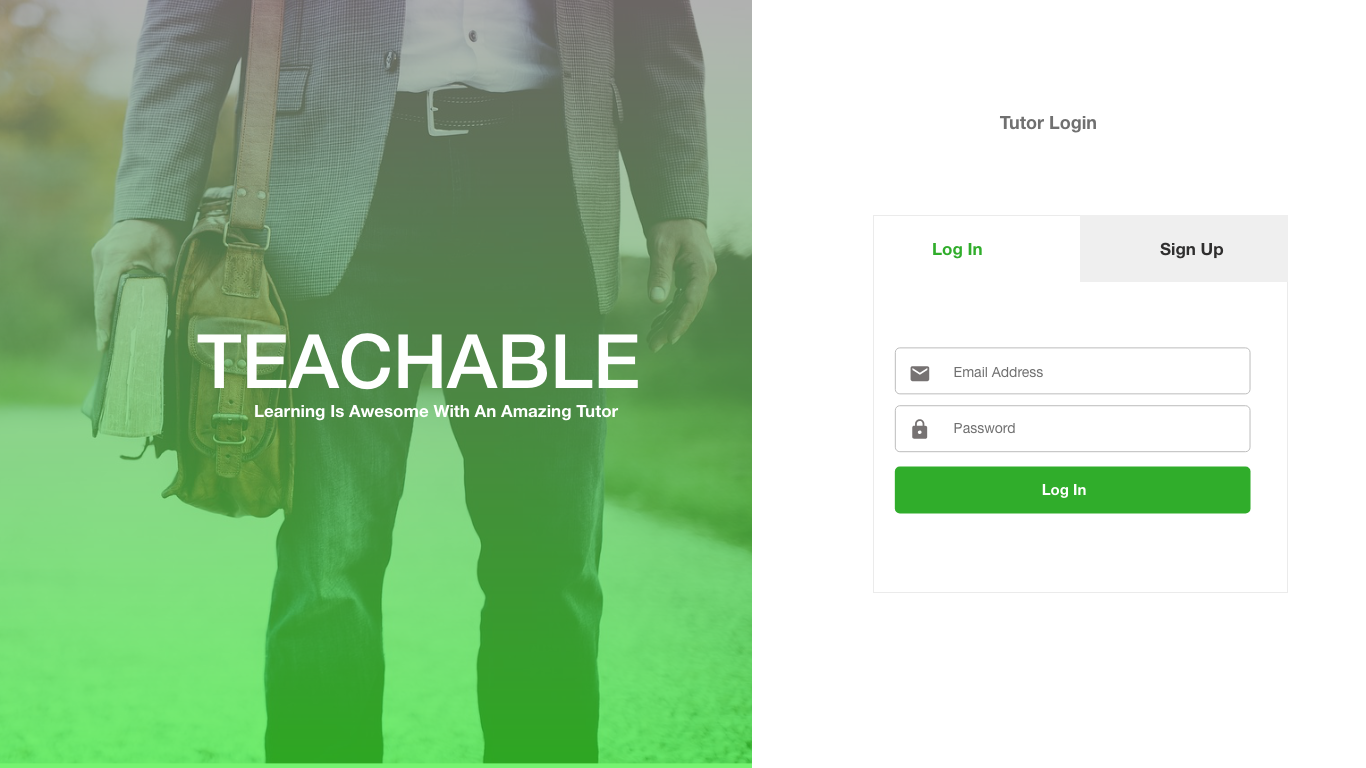 TEACHABLE
Learning Is Awesome With An Amazing Tutor
Tutor Login
Log In
Sign Up
Email Address
Password
Log In